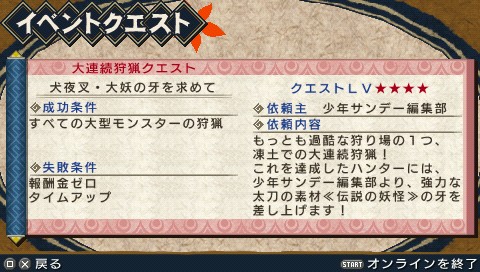 イベントクエスト
大連続狩猟クエスト
犬夜叉・大妖の牙を求めて
成功条件
すべての大型モンスターの狩猟
失敗条件
報酬金ゼロ
タイムアップ
クエストLV★★★★
依頼主 少年サンデー編集部
依頼内容
もっとも過酷な狩り場の1つ、
凍土での大連続狩猟！
これを達成したハンターには、
少年サンデー編集部より、強力な
太刀の素材≪伝説の妖怪≫の牙を
差し上げます！
戻る
START オンラインを終了